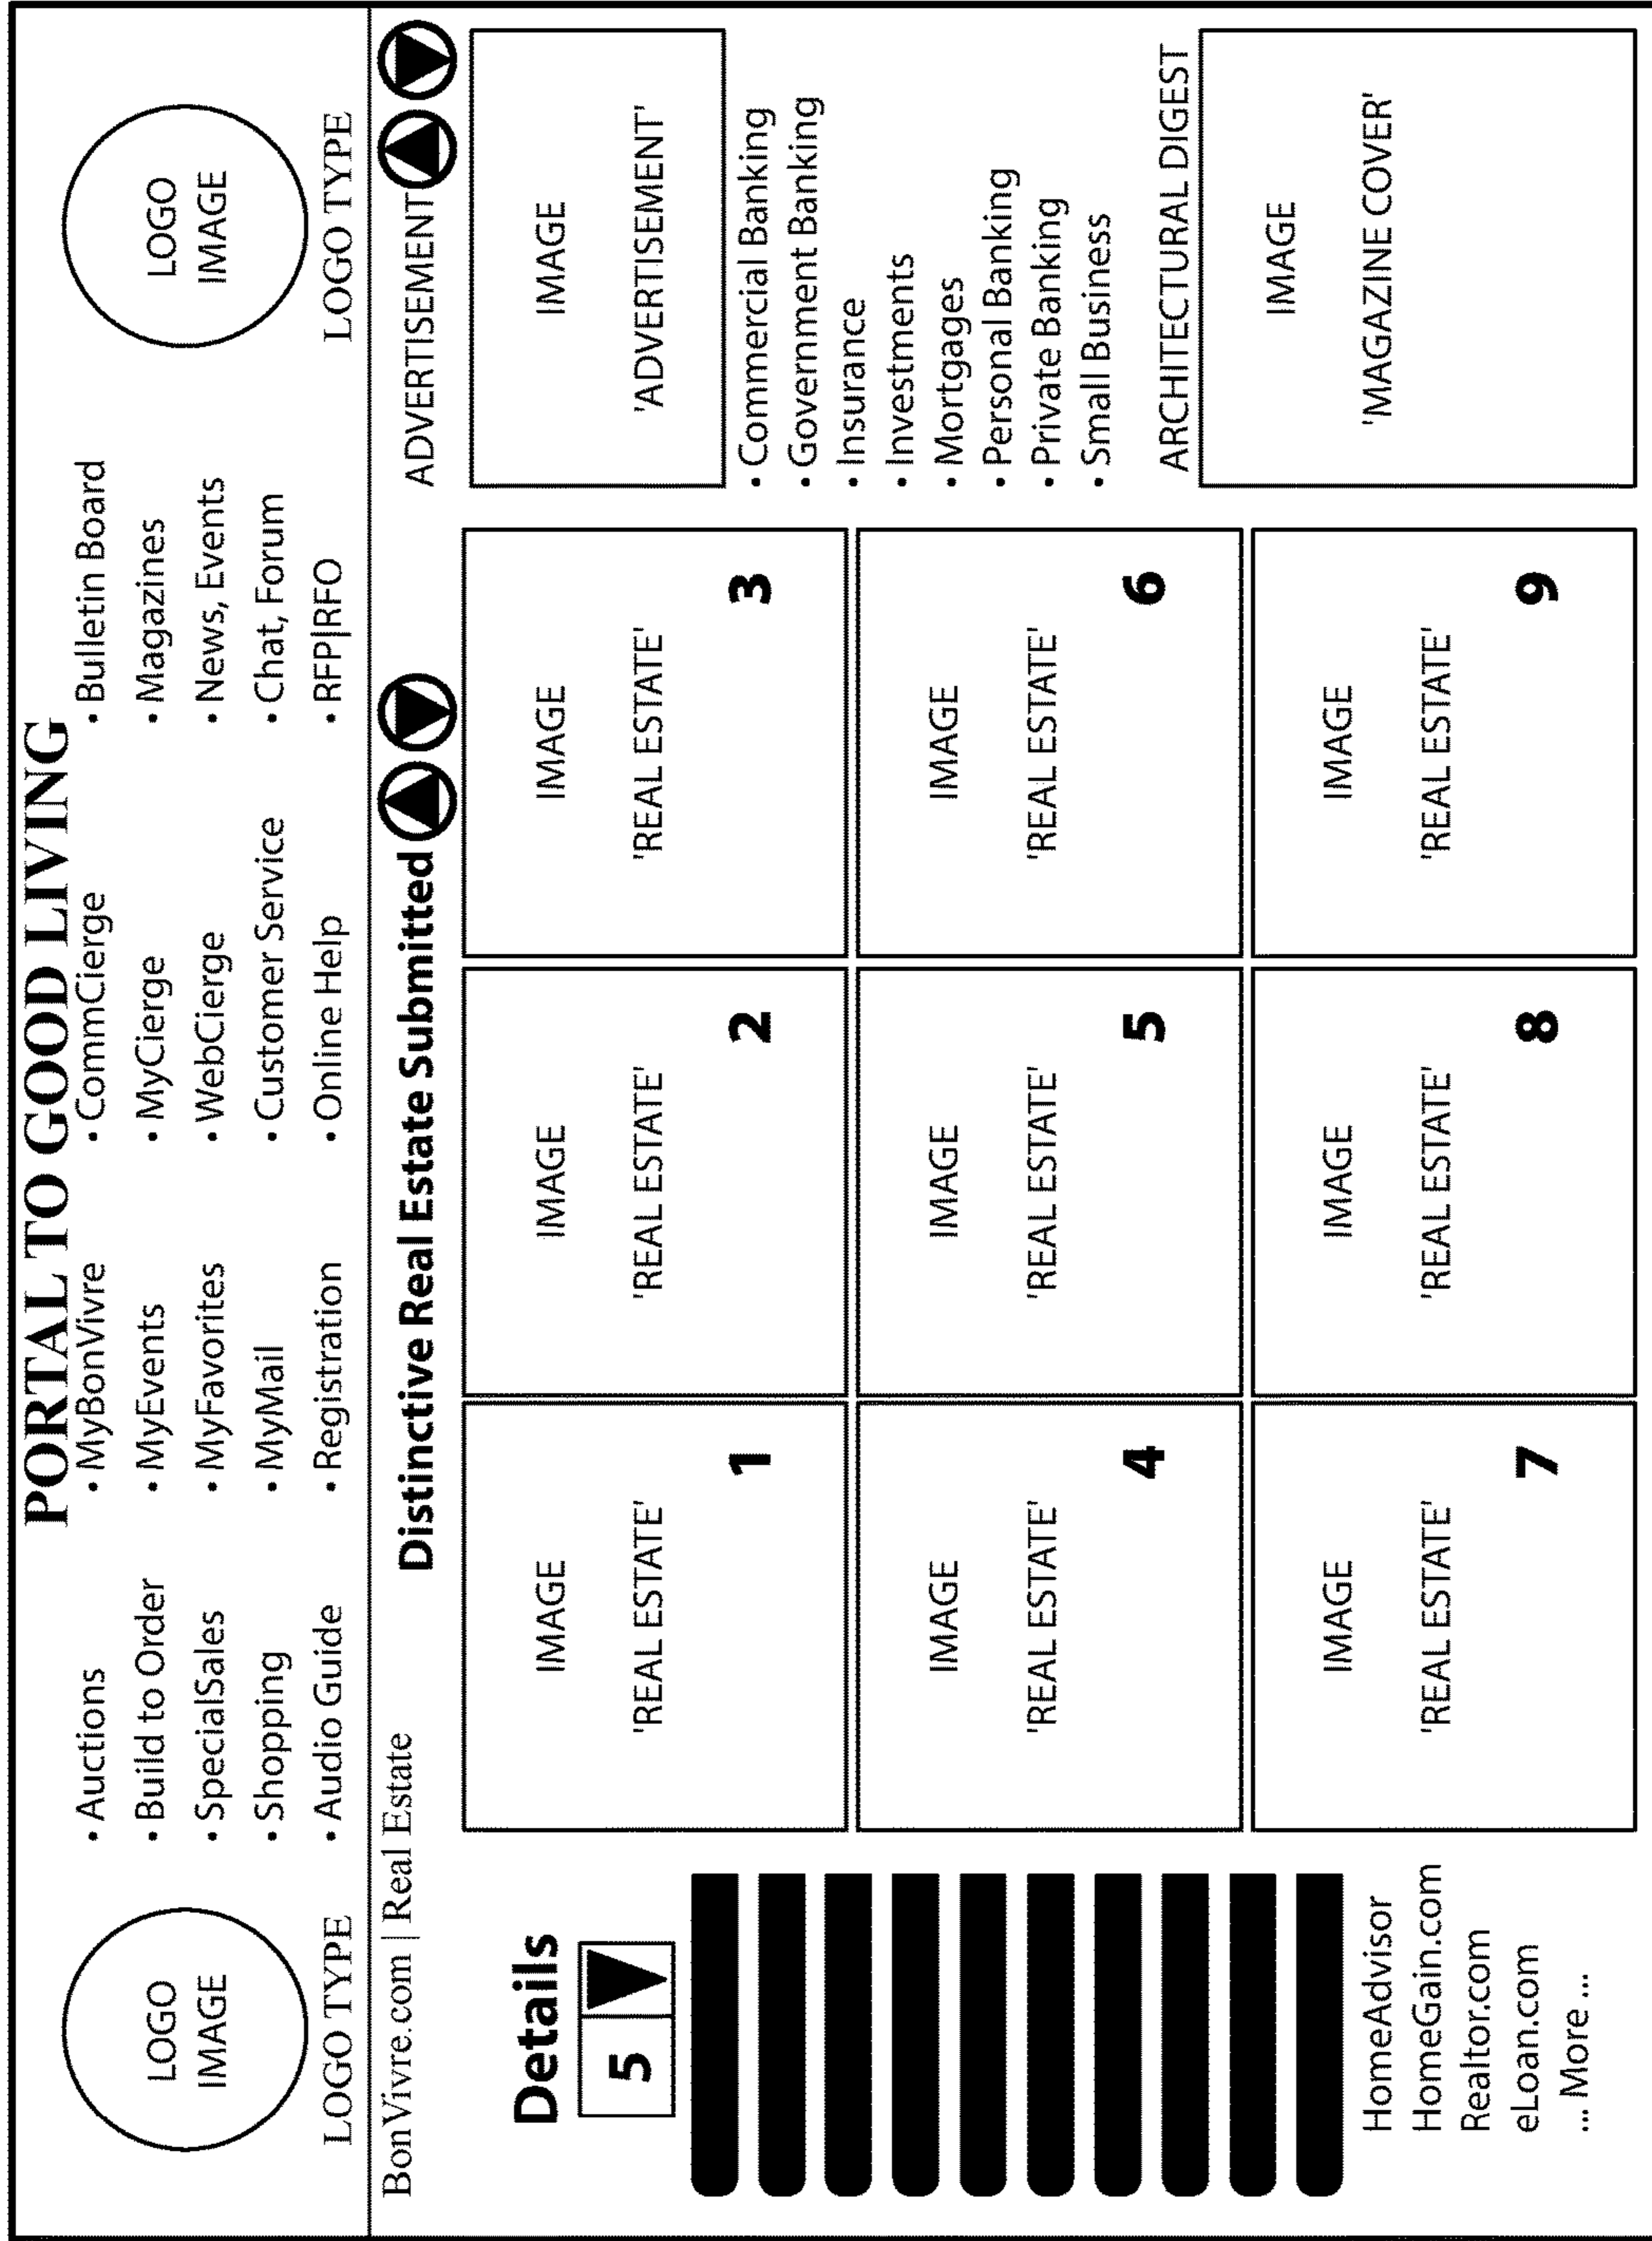 PORTAL TO GOOD LIVING
LOGO
IMAGE
LOGO TYPE
• Auctions
• Build to Order
• SpecialSales
• Shopping
• Audio Guide
• MyBonVivre
• MyEvents
• MyFavorites
• MyMail
• Registration
• CommCierge
• MyCierge
• WebCierge
• Customer Service
• Online Help
• Bulletin Board
• Magazines
• News, Events
• Chat, Forum
• RFP|RFO
LOGO
IMAGE
LOGO TYPE
BonVivre.com | Real Estate
Details
5
HomeAdvisor
HomeGain.com
Realtor.com
eLoan.com
... More ...
Distinctive Real Estate Submitted
IMAGE
'REAL ESTATE'
1
IMAGE
'REAL ESTATE'
2
IMAGE
'REAL ESTATE'
3
IMAGE
'REAL ESTATE'
4
IMAGE
'REAL ESTATE'
5
IMAGE
'REAL ESTATE'
6
IMAGE
'REAL ESTATE'
7
IMAGE
'REAL ESTATE'
8
IMAGE
'REAL ESTATE'
9
ADVERTISEMENT
IMAGE
'ADVERTISEMENT'
• Commercial Banking
• Government Banking
• Insurance
• Investments
• Mortgages
• Personal Banking
• Private Banking
• Small Business
ARCHITECTURAL DIGEST
IMAGE
'MAGAZINE COVER'